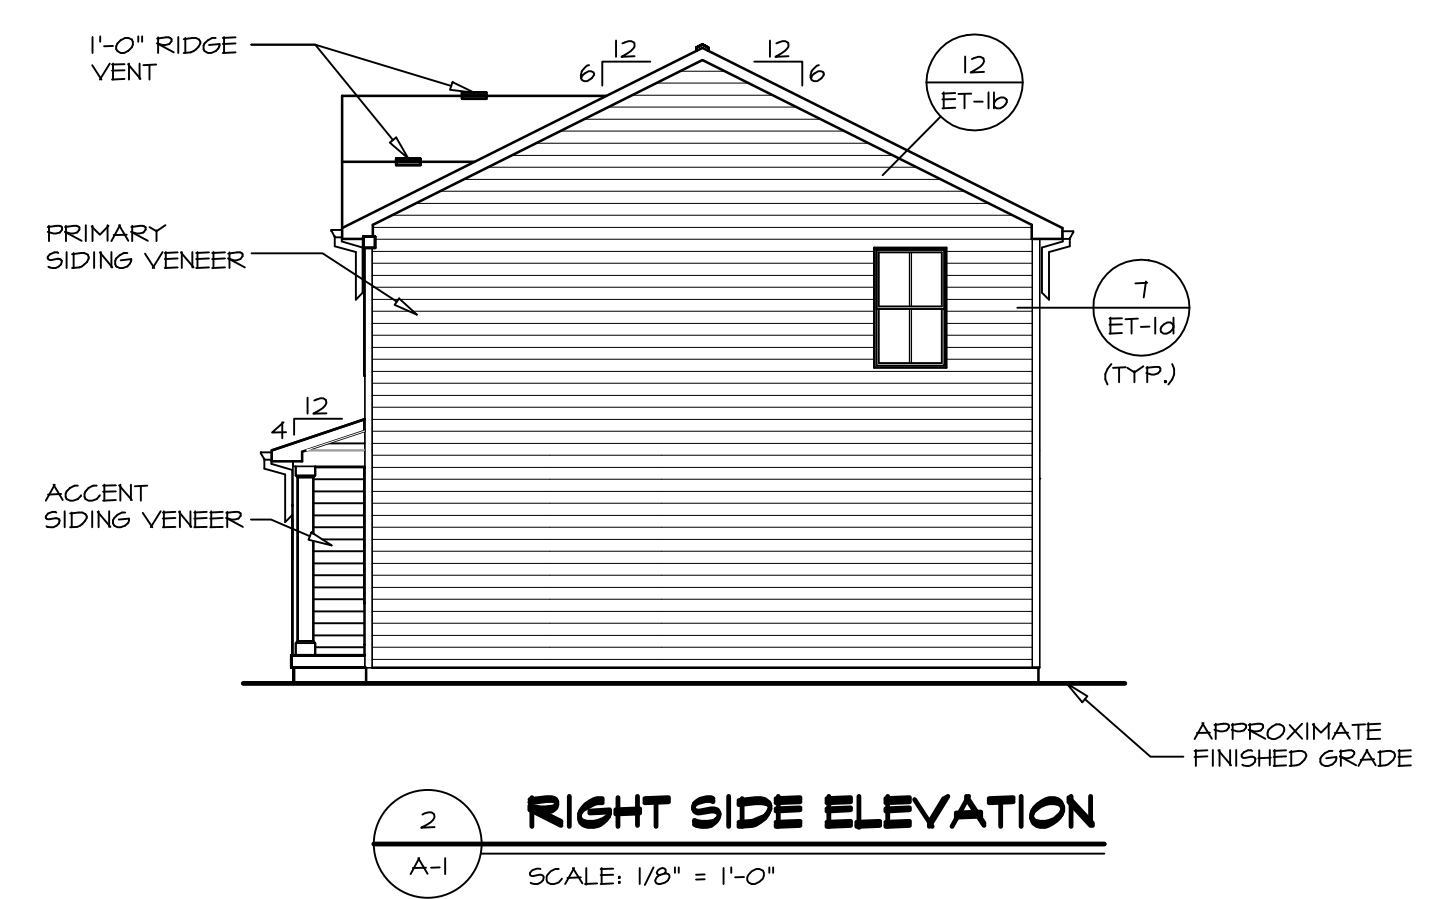 1'-0" RIDGE
VENT
12
6
12
6
12
ET-1b
PRIMARY
SIDING VENEER
7
ET-1d
(TYP.)
12
4
ACCENT
SIDING VENEER
APPROXIMATE
FINISHED GRADE
2
A-1
RIGHT SIDE ELEVATION
SCALE: 1/8" = 1'-0"